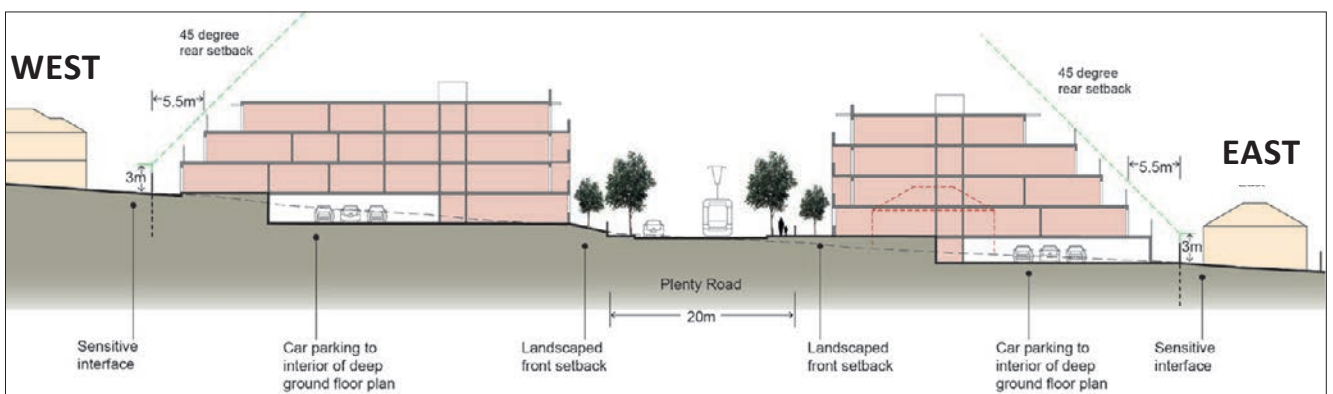 WEST
45 degree
rear setback
5.5m
3m
45 degree
rear setback
5.5m
EAST
3m
Plenty Road
20m
Sensitive
interface
Car parking to
interior of deep
ground floor plan
Landscaped
front setback
Landscaped
front setback
Car parking to
interior of deep
ground floor plan
Sensitive
interface